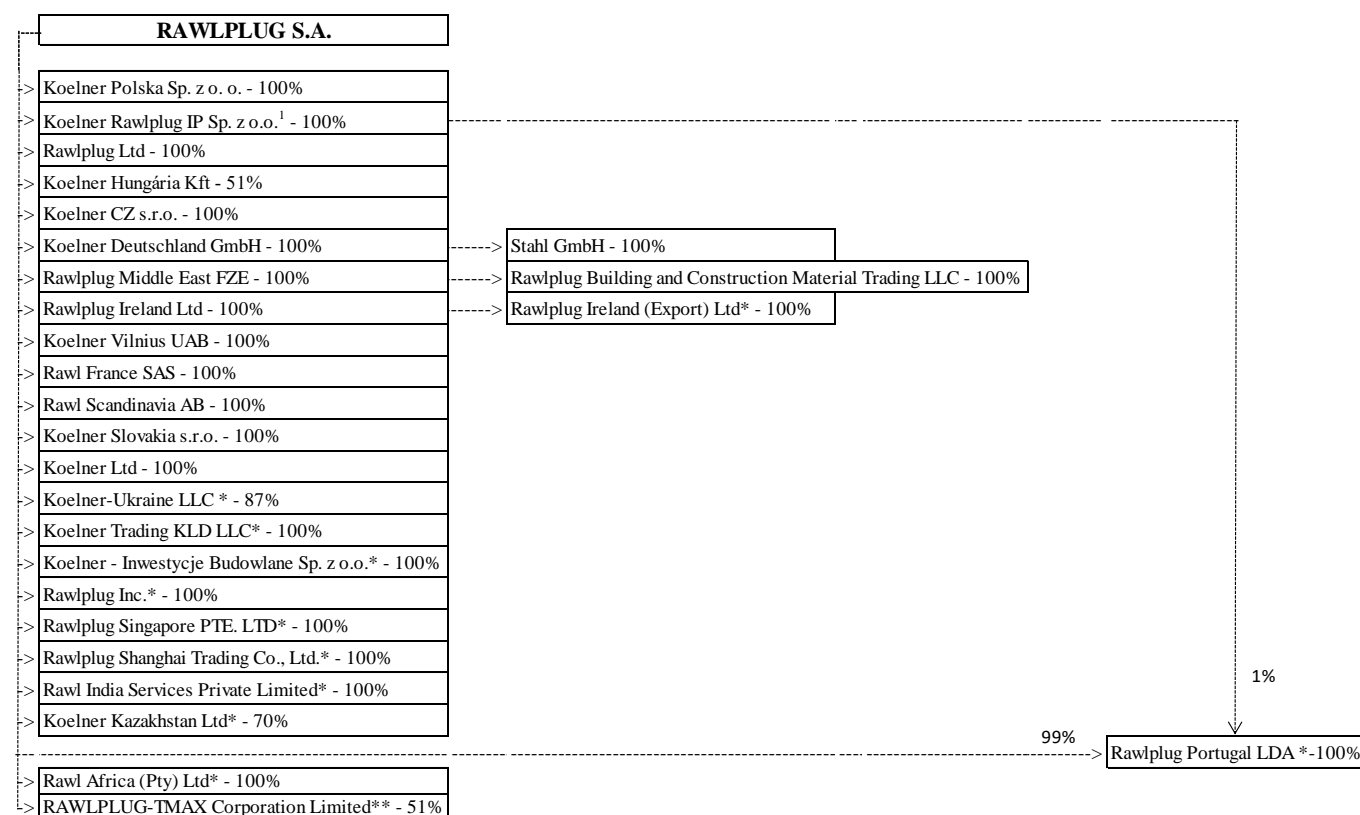 RAWLPLUG S.A.
Koelner Polska Sp. z o. o. - 100%
Koelner Rawlplug IP Sp. z o.o.¹ - 100%
Rawlplug Ltd - 100%
Koelner Hungária Kft - 51%
Koelner CZ s.r.o. - 100%
Koelner Deutschland GmbH - 100%
Stahl GmbH - 100%
Rawlplug Middle East FZE - 100%
Rawlplug Building and Construction Material Trading LLC - 100%
Rawlplug Ireland Ltd - 100%
Rawlplug Ireland (Export) Ltd* - 100%
Koelner Vilnius UAB - 100%
Rawl France SAS - 100%
Rawl Scandinavia AB - 100%
Koelner Slovakia s.r.o. - 100%
Koelner Ltd - 100%
Koelner-Ukraine LLC * - 87%
Koelner Trading KLD LLC* - 100%
Koelner - Inwestycje Budowlane Sp. z o.o.* - 100%
Rawlplug Inc.* - 100%
Rawlplug Singapore PTE. LTD* - 100%
Rawlplug Shanghai Trading Co., Ltd.* - 100%
Rawl India Services Private Limited* - 100%
1%
Koelner Kazakhstan Ltd* - 70%
99%
Rawlplug Portugal LDA *-100%
Rawl Africa (Pty) Ltd* - 100%
RAWLPLUG-TMAX Corporation Limited** - 51%